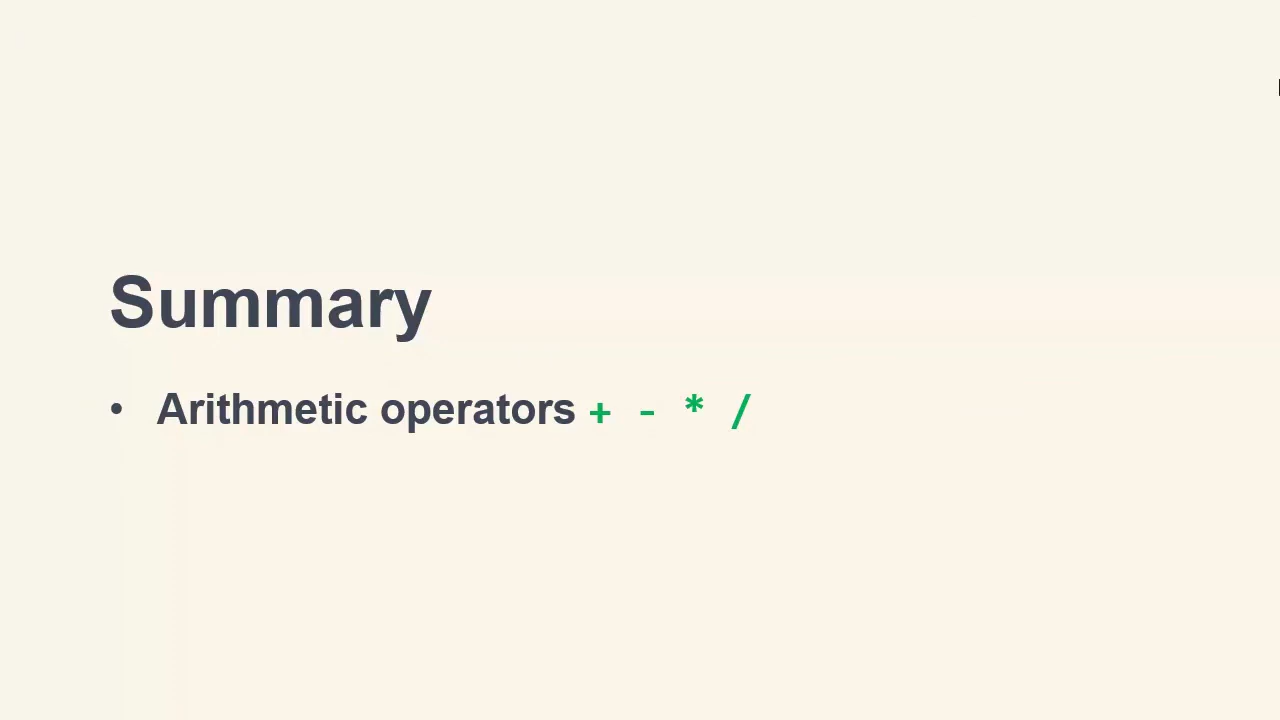 Summary
• Arithmetic operators + - * /